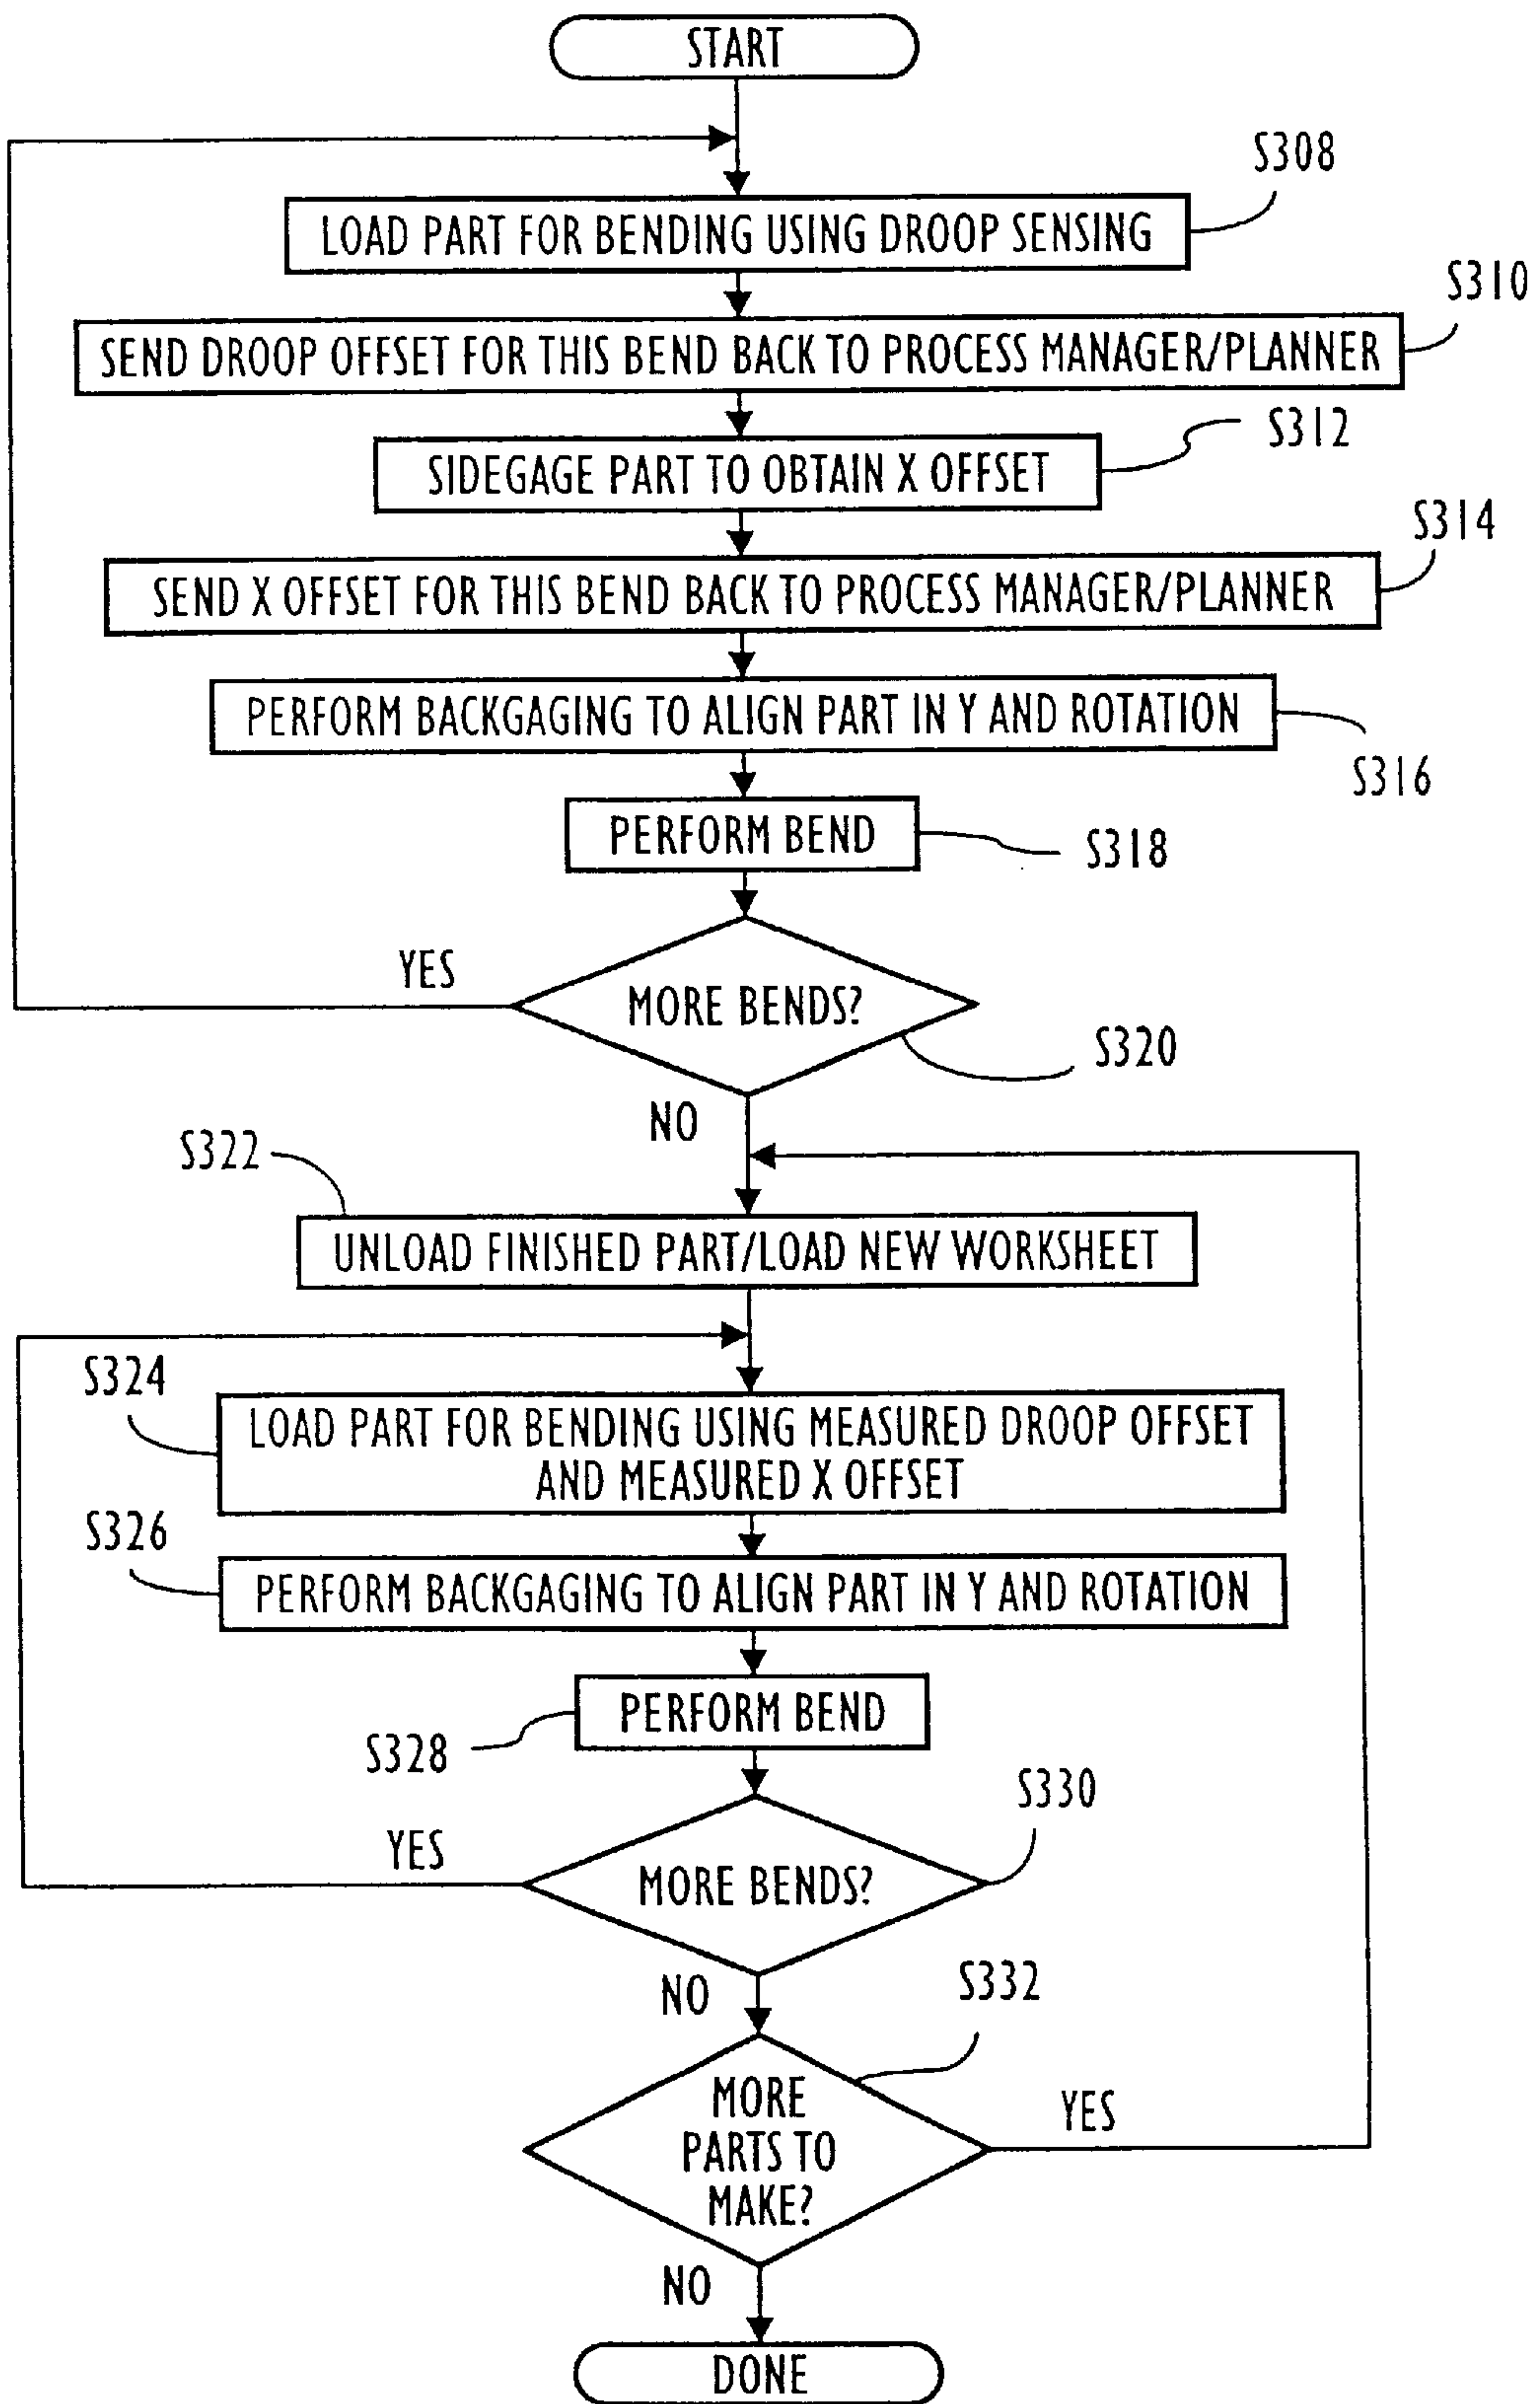 START
S308
LOAD PART FOR BENDING USING DROOP SENSING
S310
SEND DROOP OFFSET FOR THIS BEND BACK TO PROCESS MANAGER/PLANNER
S312
SIDEGAGE PART TO OBTAIN X OFFSET
S314
SEND X OFFSET FOR THIS BEND BACK TO PROCESS MANAGER/PLANNER
PERFORM BACKGAGING TO ALIGN PART IN Y AND ROTATION
S316
PERFORM BEND
S318
YES
MORE BENDS?
S320
NO
S322
UNLOAD FINISHED PART/LOAD NEW WORKSHEET
S324
LOAD PART FOR BENDING USING MEASURED DROOP OFFSET
AND MEASURED X OFFSET
S326
PERFORM BACKGAGING TO ALIGN PART IN Y AND ROTATION
PERFORM BEND
S328
S330
YES
MORE BENDS?
NO
S332
MORE
PARTS TO
MAKE?
YES
NO
DONE